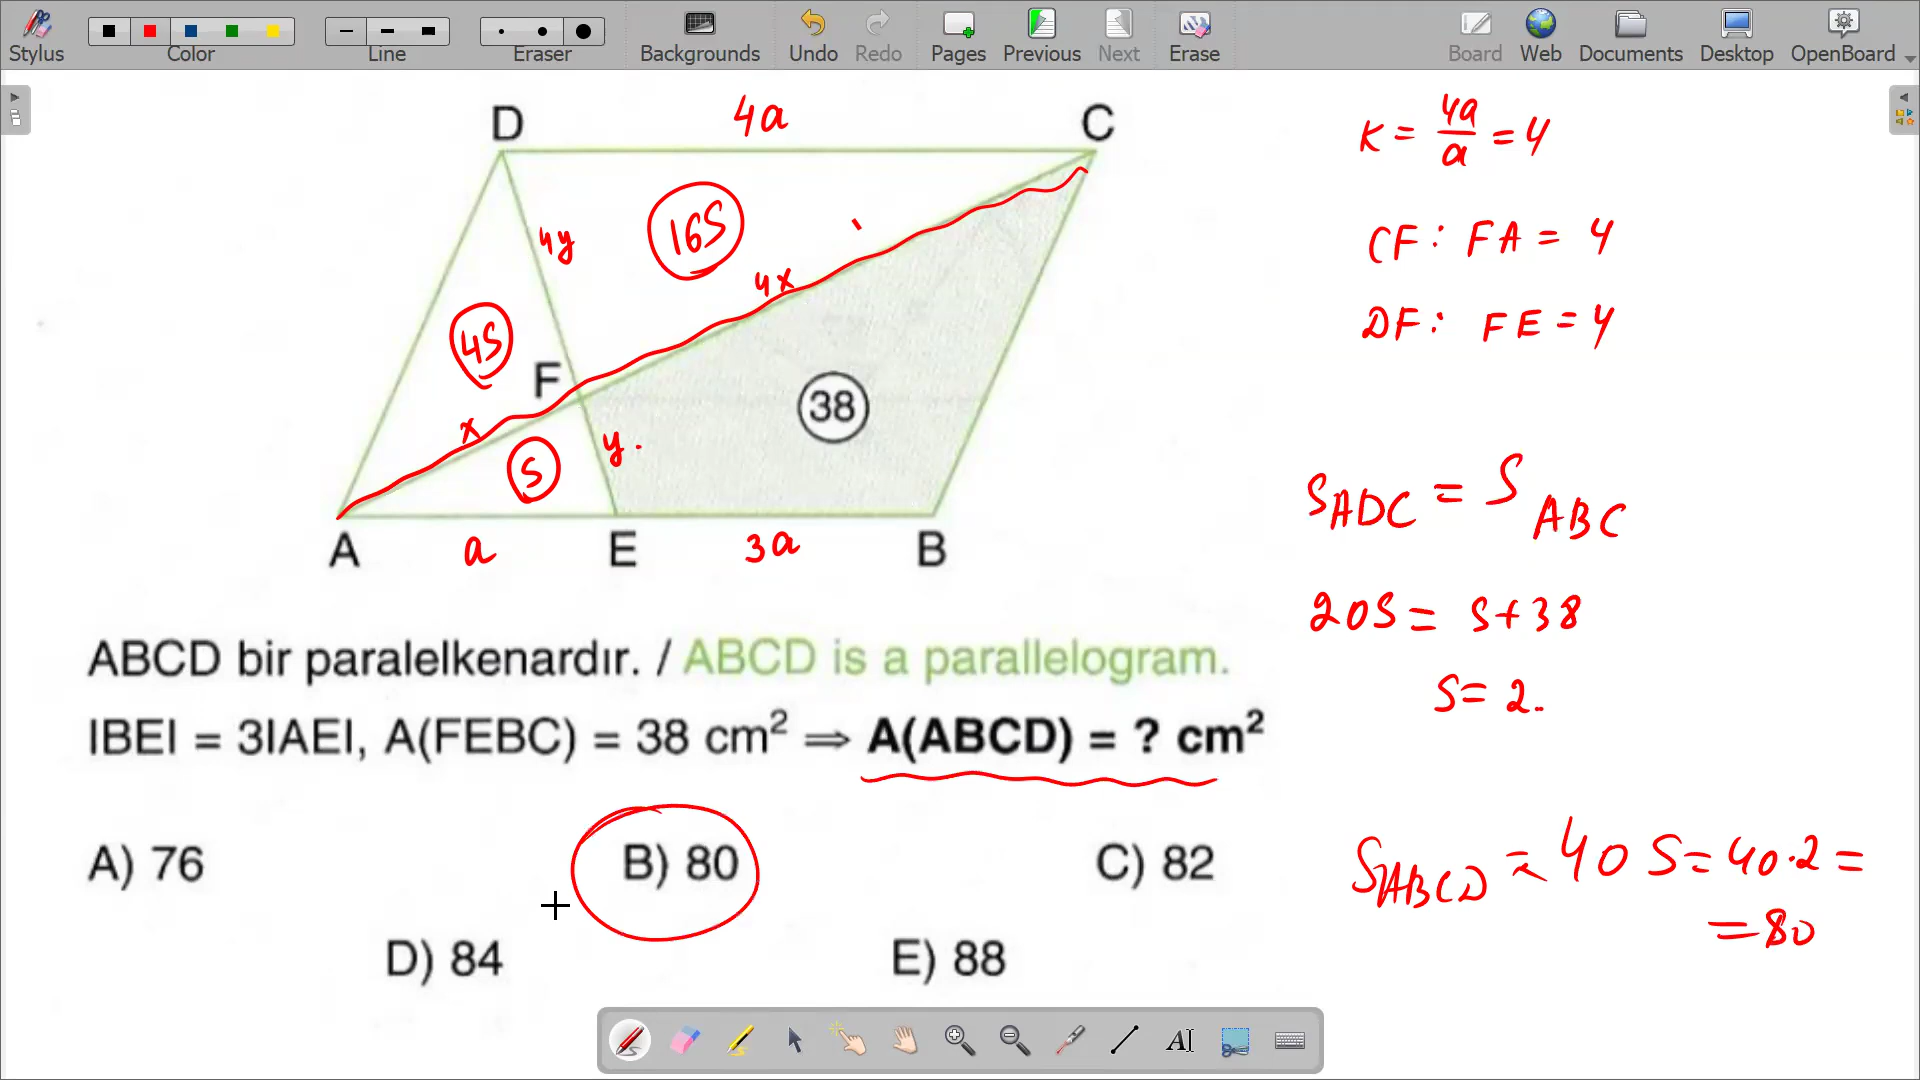 Stylus Color Line Eraser Backgrounds Undo Redo Pages Previous Next Erase Board Web Documents Desktop OpenBoard
D 4a C
4y 16S 4x
4S F 38
x S y.
A a E 3a B
K = 4a/a = 4
CF : FA = 4
DF : FE = 4
SADC = SABC
20S = S+38
S = 2.
ABCD bir paralelkenardır. / ABCD is a parallelogram.
IBEI = 3IAEI, A(FEBC) = 38 cm² ⇒ A(ABCD) = ? cm²
A) 76 B) 80 C) 82
D) 84 E) 88
SABCD = 40 S = 40·2 =
= 80
AI